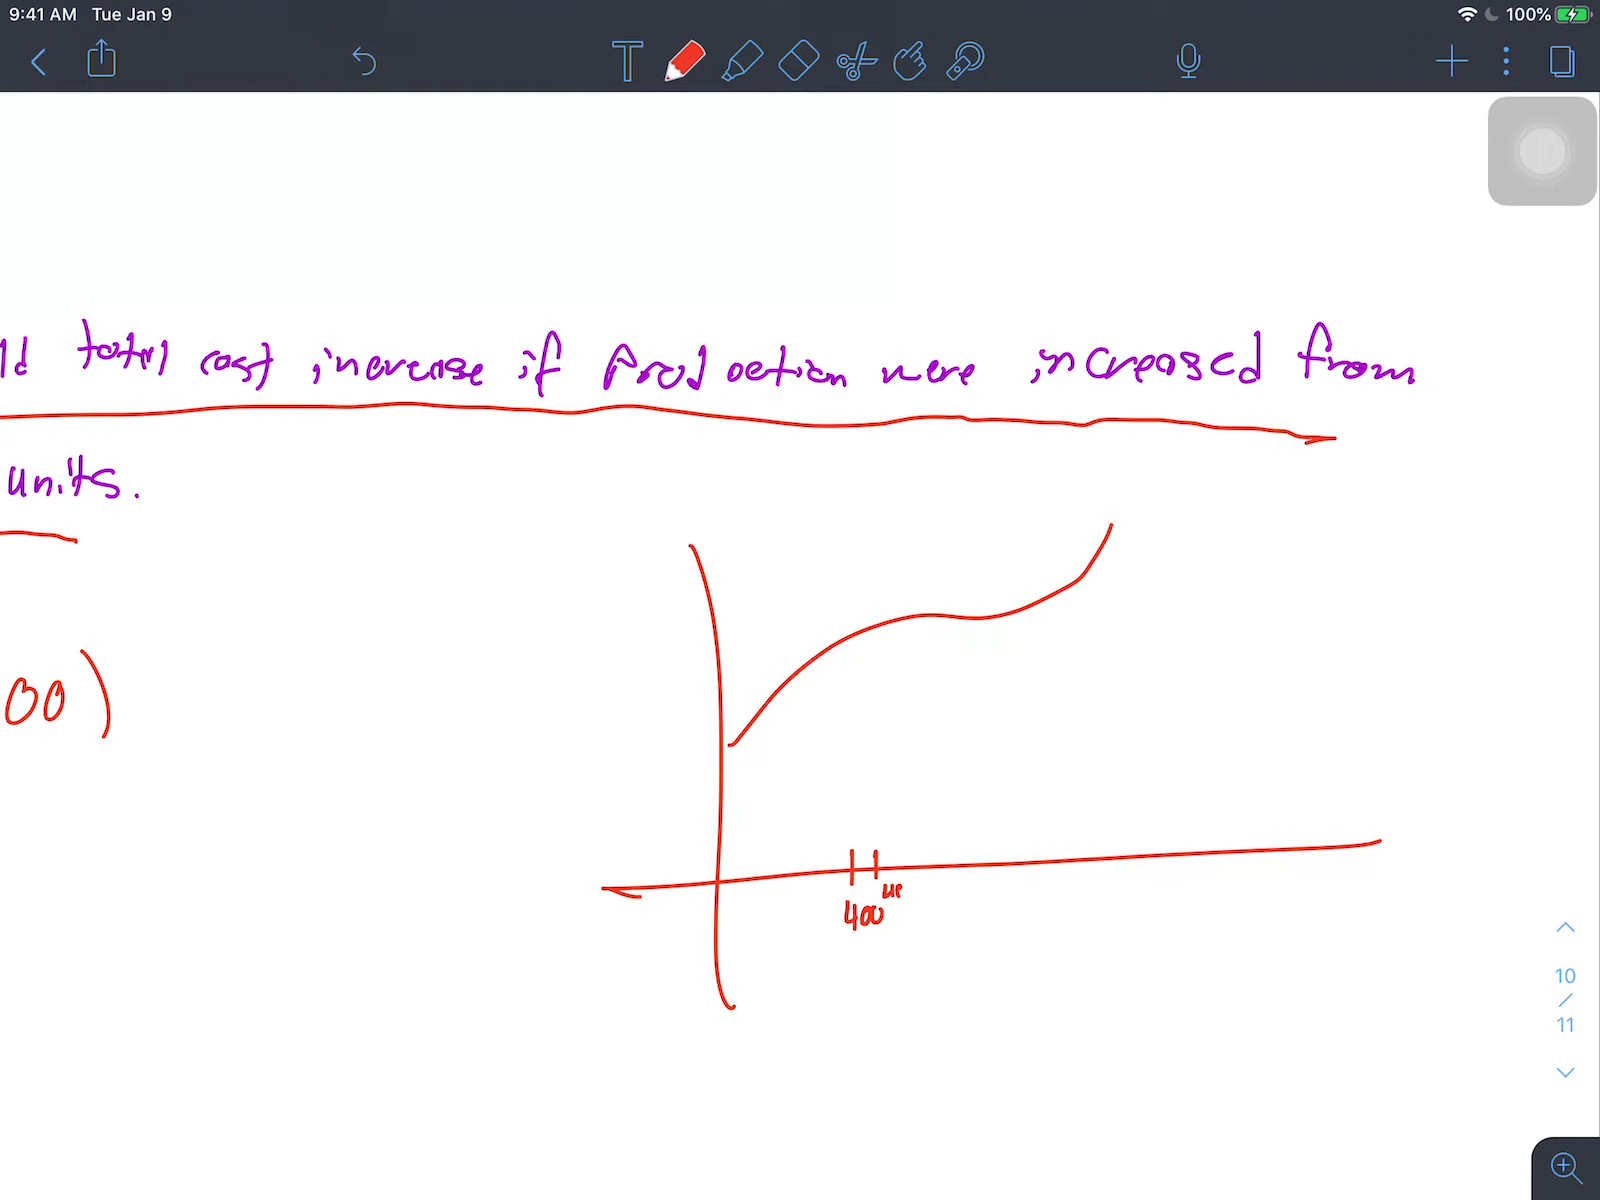 9:41 AM Tue Jan 9
100%
ld total cost increase if production were increased from
units.
00)
400
10
/
11